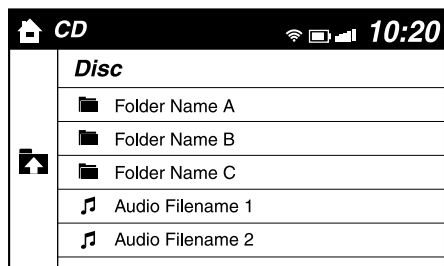 CD 10:20
Disc
Folder Name A
Folder Name B
Folder Name C
Audio Filename 1
Audio Filename 2